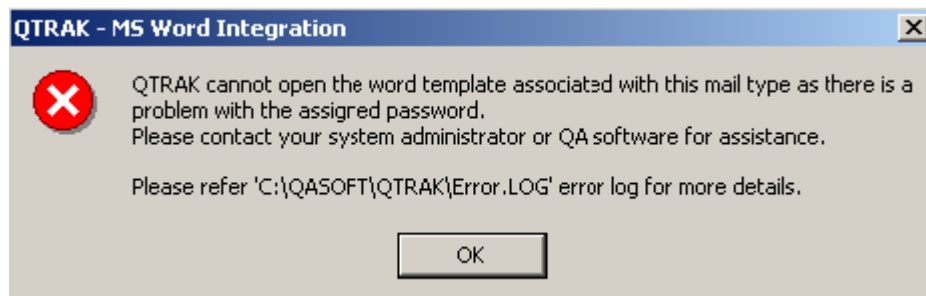 QTRAK - MS Word Integration
QTRAK cannot open the word template associated with this mail type as there is a
problem with the assigred password.
Please contact your system administrator or QA software for assistance.
Please refer 'C:\QASOFT\QTRAK\Error.LOG' error log for more details.
OK